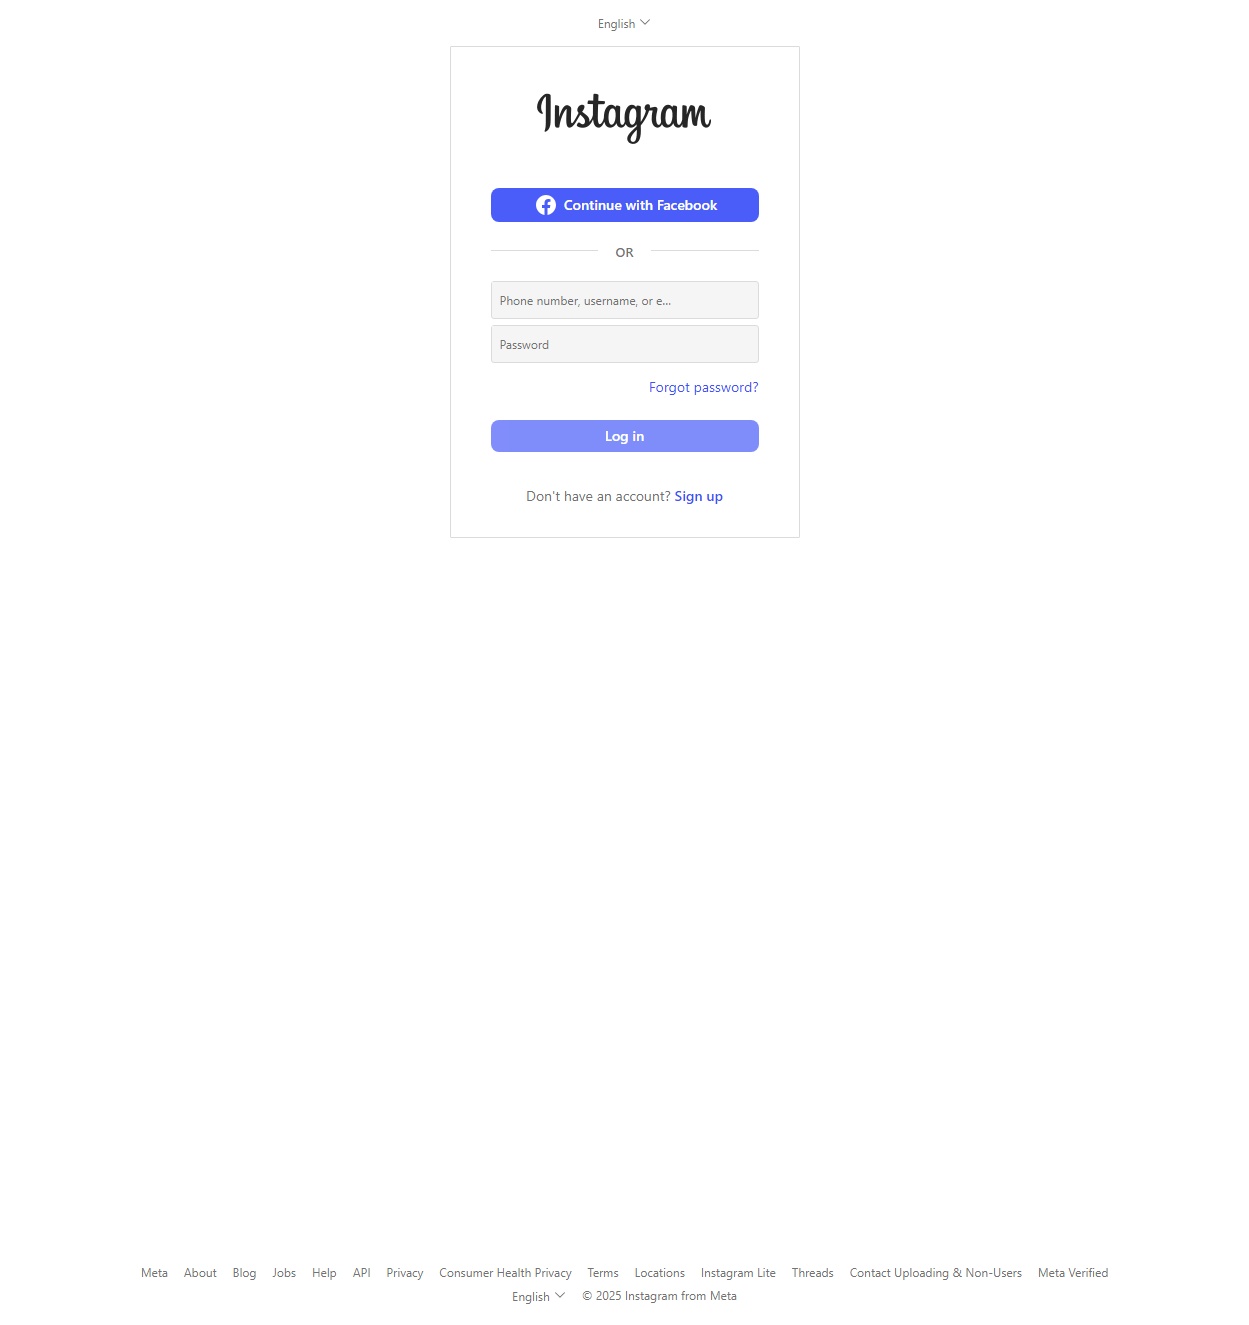 English
Instagram
Continue with Facebook
OR
Phone number, username, or e...
Password
Forgot password?
Log in
Don't have an account? Sign up
Meta About Blog Jobs Help API Privacy Consumer Health Privacy Terms Locations Instagram Lite Threads Contact Uploading & Non-Users Meta Verified
English © 2025 Instagram from Meta